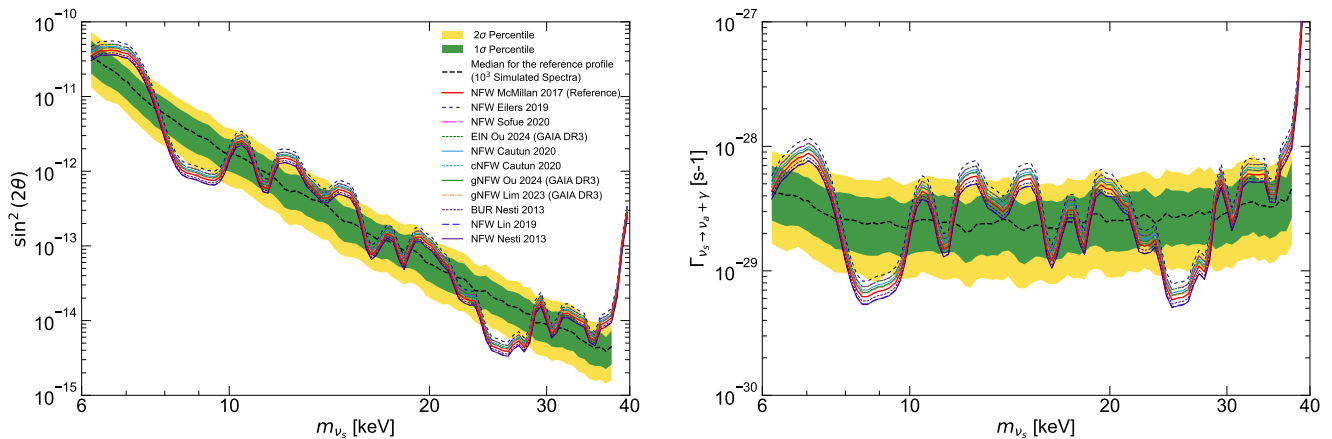 10⁻¹⁰
10⁻¹¹
10⁻¹²
10⁻¹³
10⁻¹⁴
10⁻¹⁵
sin² (2θ)
6
10
20
30
40
m_νs [keV]
2σ Percentile
1σ Percentile
Median for the reference profile
(10³ Simulated Spectra)
NFW McMillan 2017 (Reference)
NFW Eilers 2019
NFW Sofue 2020
EIN Ou 2024 (GAIA DR3)
NFW Cautun 2020
cNFW Cautun 2020
gNFW Ou 2024 (GAIA DR3)
gNFW Lim 2023 (GAIA DR3)
BUR Nesti 2013
NFW Lin 2019
NFW Nesti 2013
10⁻²⁷
10⁻²⁸
10⁻²⁹
10⁻³⁰
Γ_νs → νa + γ [s-1]
6
10
20
30
40
m_νs [keV]